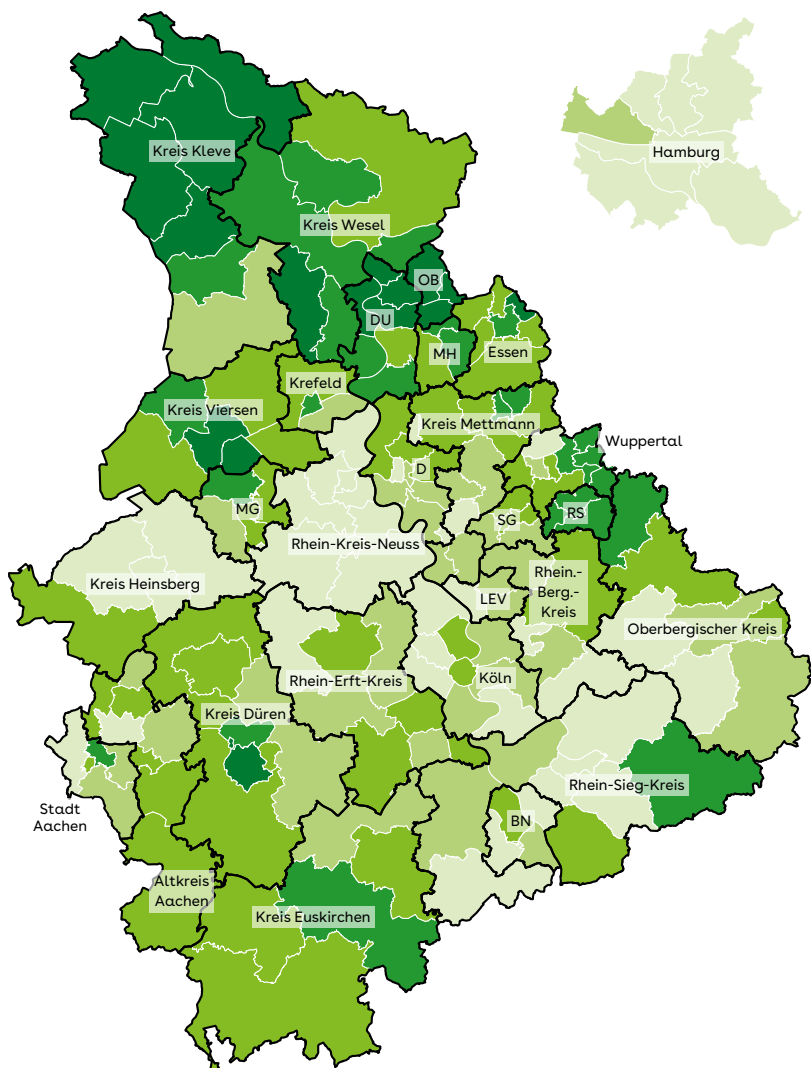 Hamburg
Kreis Kleve
Kreis Wesel
OB
DU
MH
Essen
Krefeld
Kreis Viersen
Kreis Mettmann
Wuppertal
D
MG
SG
RS
Rhein-Kreis-Neuss
Kreis Heinsberg
LEV
Rhein.-
Berg.-
Kreis
Oberbergischer Kreis
Rhein-Erft-Kreis
Köln
Kreis Düren
Rhein-Sieg-Kreis
Stadt
Aachen
BN
Altkreis
Aachen
Kreis Euskirchen